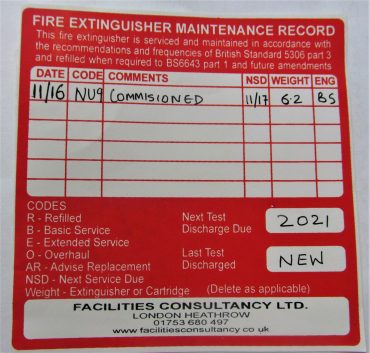 FIRE EXTINGUISHER MAINTENANCE RECORD
This fire extinguisher is serviced and maintained in accordance with
the recommendations and frequencies of British Standard 5306 part 3
and refilled when required to BS6643 part 1 and future amendments
DATE CODE COMMENTS NSD WEIGHT ENG
11/16 NU9 COMMISIONED 11/17 6.2 BS
CODES
R - Refilled
B - Basic Service
E - Extended Service
O - Overhaul
AR - Advise Replacement
NSD - Next Service Due
Weight - Extinguisher or Cartridge (Delete as applicable)
Next Test
Discharge Due 2021
Last Test
Discharged NEW
FACILITIES CONSULTANCY LTD.
LONDON HEATHROW
01753 680 497
www.facilitiesconsultancy.co.uk